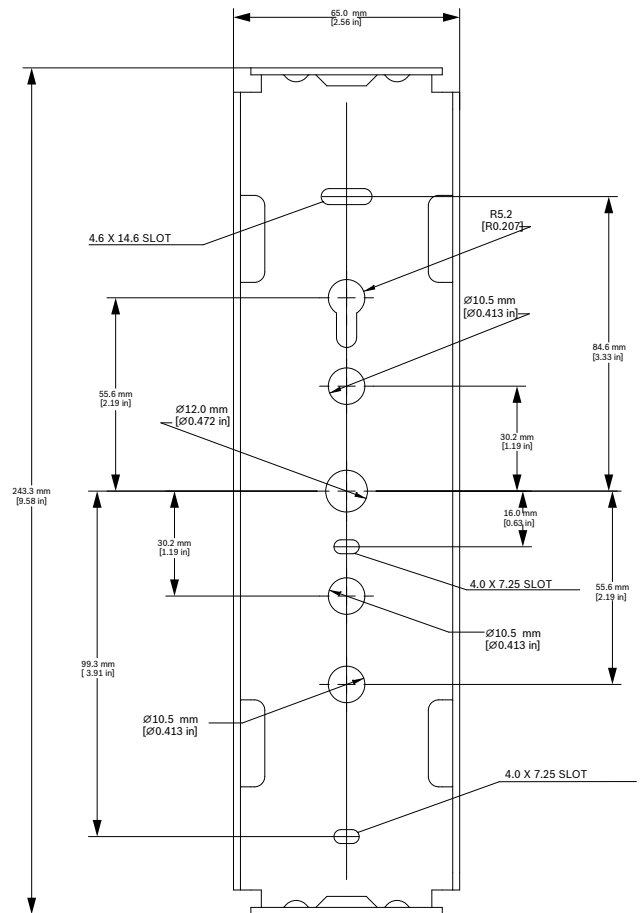 65.0 mm
[2.56 in]
4.6 X 14.6 SLOT
R5.2
[R0.207]
Ø10.5 mm
[Ø0.413 in]
84.6 mm
[3.33 in]
55.6 mm
[2.19 in]
Ø12.0 mm
[Ø0.472 in]
30.2 mm
[1.19 in]
243.3 mm
[9.58 in]
16.0 mm
[0.63 in]
30.2 mm
[1.19 in]
4.0 X 7.25 SLOT
55.6 mm
[2.19 in]
Ø10.5 mm
[Ø0.413 in]
99.3 mm
[ 3.91 in]
Ø10.5 mm
[Ø0.413 in]
4.0 X 7.25 SLOT